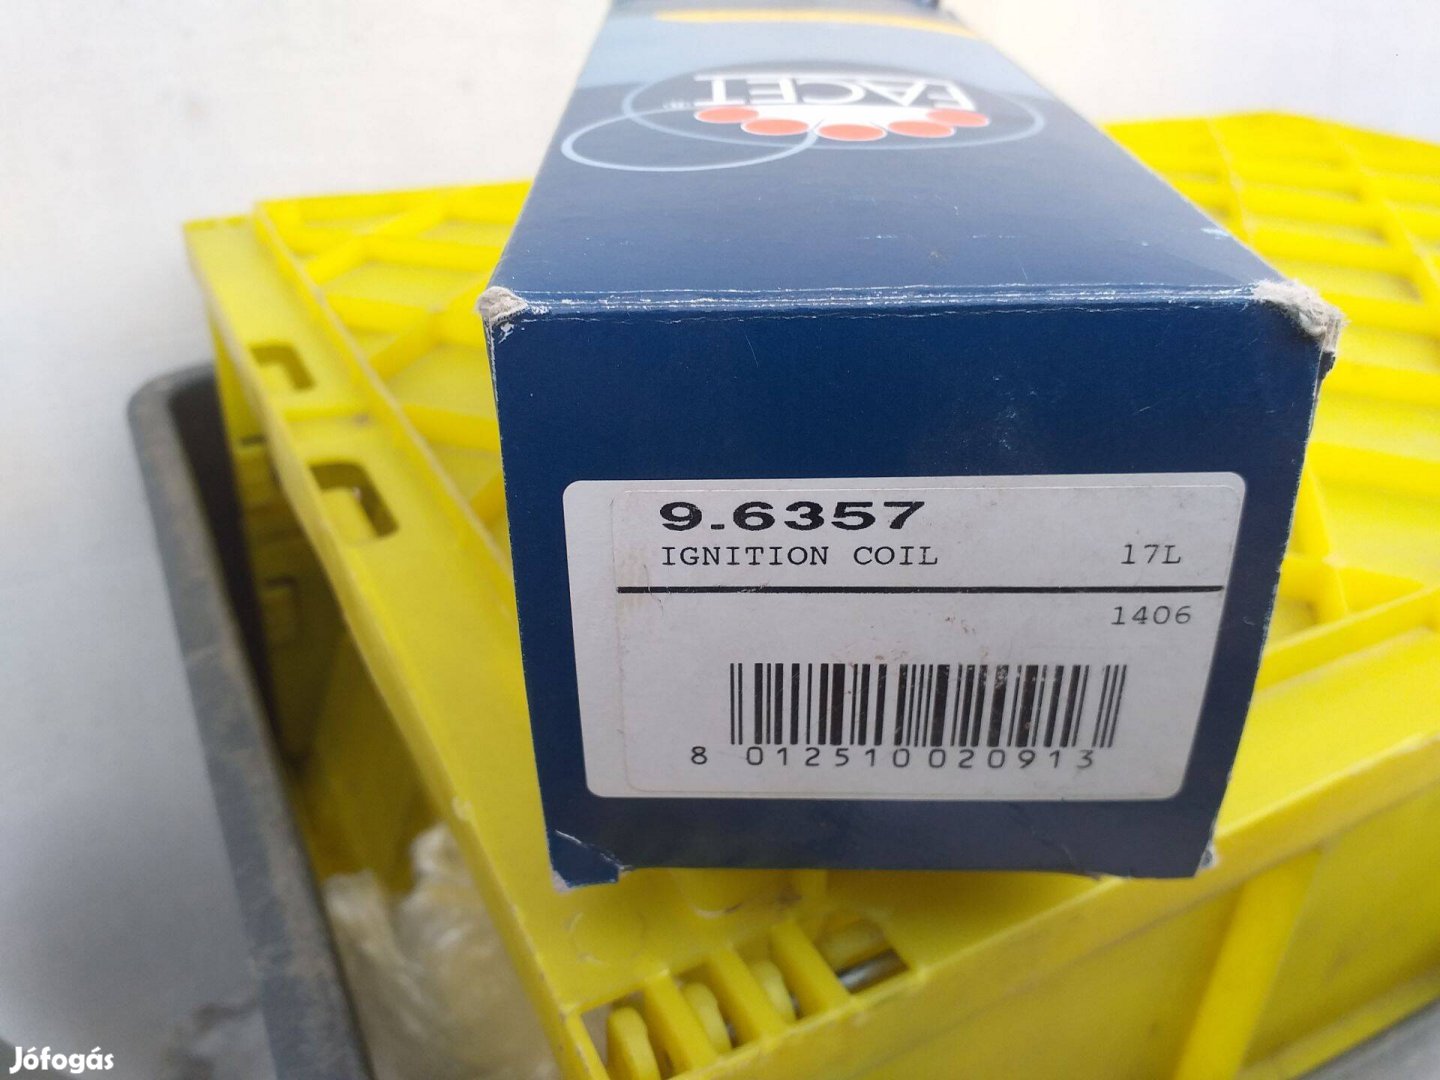 FACET®
9.6357
IGNITION COIL 17L
1406
8 012510 020913
Jófogás